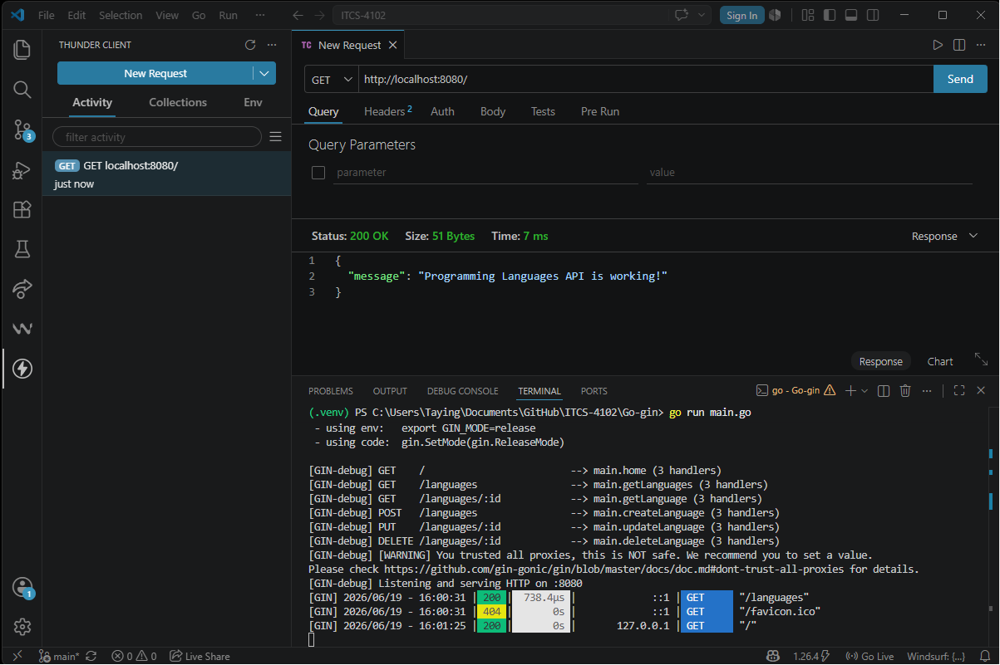 File Edit Selection View Go Run ··· ITCS-4102 Sign In
THUNDER CLIENT
New Request
Activity Collections Env
filter activity
GET GET localhost:8080/
just now
TC New Request
GET http://localhost:8080/ Send
Query Headers 2 Auth Body Tests Pre Run
Query Parameters
parameter value
Status: 200 OK Size: 51 Bytes Time: 7 ms Response
1 {
2 "message": "Programming Languages API is working!"
3 }
Response Chart
PROBLEMS OUTPUT DEBUG CONSOLE TERMINAL PORTS go - Go-gin
(.venv) PS C:\Users\Taying\Documents\GitHub\ITCS-4102\Go-gin> go run main.go
- using env: export GIN_MODE=release
- using code: gin.SetMode(gin.ReleaseMode)
[GIN-debug] GET / --> main.home (3 handlers)
[GIN-debug] GET /languages --> main.getLanguages (3 handlers)
[GIN-debug] GET /languages/:id --> main.getLanguage (3 handlers)
[GIN-debug] POST /languages --> main.createLanguage (3 handlers)
[GIN-debug] PUT /languages/:id --> main.updateLanguage (3 handlers)
[GIN-debug] DELETE /languages/:id --> main.deleteLanguage (3 handlers)
[GIN-debug] [WARNING] You trusted all proxies, this is NOT safe. We recommend you to set a value.
Please check https://github.com/gin-gonic/gin/blob/master/docs/doc.md#dont-trust-all-proxies for details.
[GIN-debug] Listening and serving HTTP on :8080
[GIN] 2026/06/19 - 16:00:31 | 200 | 738.4µs | ::1 | GET "/languages"
[GIN] 2026/06/19 - 16:00:31 | 404 | 0s | ::1 | GET "/favicon.ico"
[GIN] 2026/06/19 - 16:01:25 | 200 | 0s | 127.0.0.1 | GET "/"
3
1
main* 0 0 Live Share 1.26.4 Go Live Windsurf: {...}